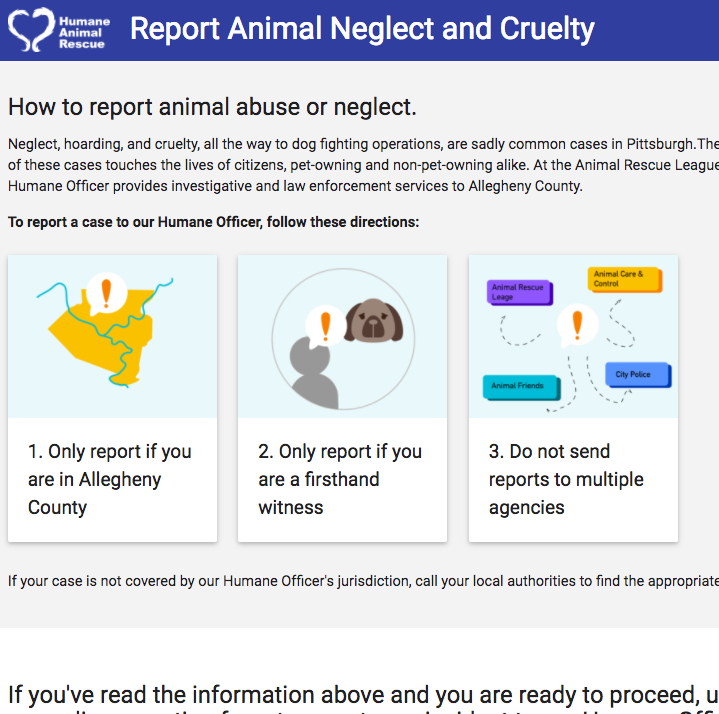 Humane
Animal
Rescue
Report Animal Neglect and Cruelty
How to report animal abuse or neglect.
Neglect, hoarding, and cruelty, all the way to dog fighting operations, are sadly common cases in Pittsburgh.The
of these cases touches the lives of citizens, pet-owning and non-pet-owning alike. At the Animal Rescue League
Humane Officer provides investigative and law enforcement services to Allegheny County.
To report a case to our Humane Officer, follow these directions:
Animal Rescue
Leage
Animal Care &
Control
Animal Friends
City Police
1. Only report if you
are in Allegheny
County
2. Only report if you
are a firsthand
witness
3. Do not send
reports to multiple
agencies
If your case is not covered by our Humane Officer's jurisdiction, call your local authorities to find the appropriate
If you've read the information above and you are ready to proceed, u